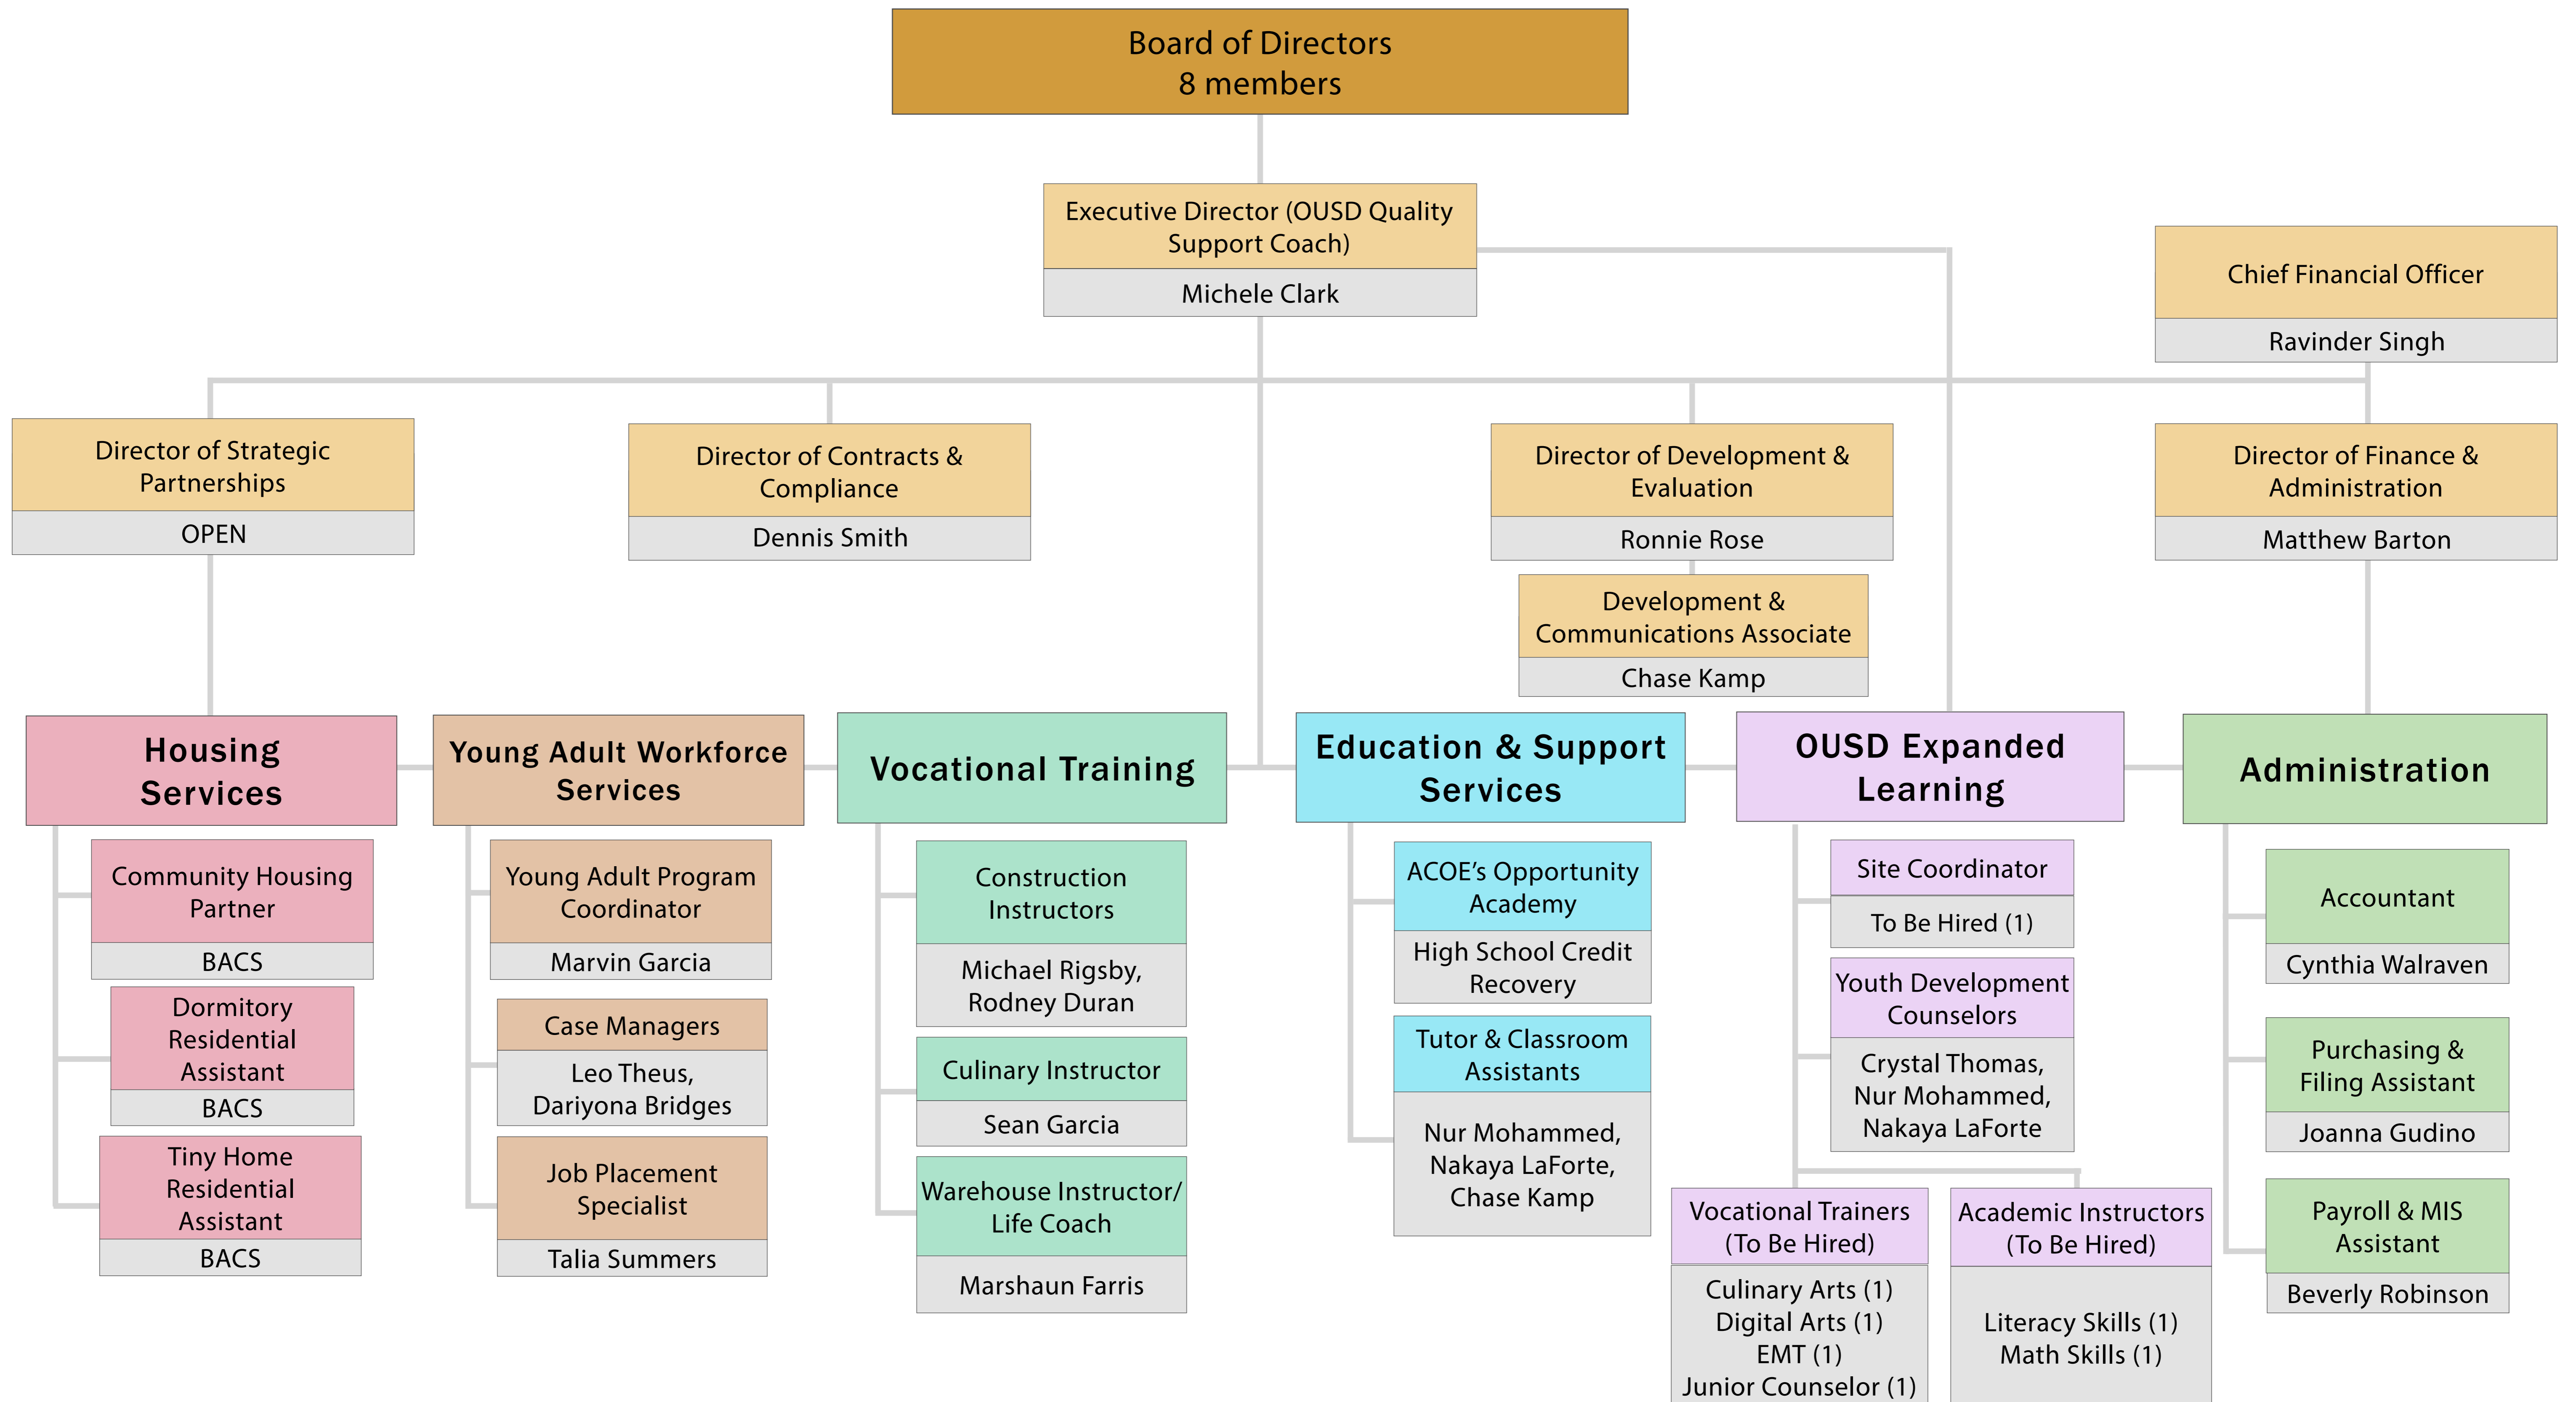 Board of Directors
8 members
Executive Director (OUSD Quality
Support Coach)
Michele Clark
Chief Financial Officer
Ravinder Singh
Director of Strategic
Partnerships
OPEN
Director of Contracts &
Compliance
Dennis Smith
Director of Development &
Evaluation
Ronnie Rose
Development &
Communications Associate
Chase Kamp
Director of Finance &
Administration
Matthew Barton
Housing
Services
Community Housing
Partner
BACS
Dormitory
Residential
Assistant
BACS
Tiny Home
Residential
Assistant
BACS
Young Adult Workforce
Services
Young Adult Program
Coordinator
Marvin Garcia
Case Managers
Leo Theus,
Dariyona Bridges
Job Placement
Specialist
Talia Summers
Vocational Training
Construction
Instructors
Michael Rigsby,
Rodney Duran
Culinary Instructor
Sean Garcia
Warehouse Instructor/
Life Coach
Marshaun Farris
Education & Support
Services
ACOE’s Opportunity
Academy
High School Credit
Recovery
Tutor & Classroom
Assistants
Nur Mohammed,
Nakaya LaForte,
Chase Kamp
OUSD Expanded
Learning
Site Coordinator
To Be Hired (1)
Youth Development
Counselors
Crystal Thomas,
Nur Mohammed,
Nakaya LaForte
Vocational Trainers
(To Be Hired)
Culinary Arts (1)
Digital Arts (1)
EMT (1)
Junior Counselor (1)
Academic Instructors
(To Be Hired)
Literacy Skills (1)
Math Skills (1)
Administration
Accountant
Cynthia Walraven
Purchasing &
Filing Assistant
Joanna Gudino
Payroll & MIS
Assistant
Beverly Robinson